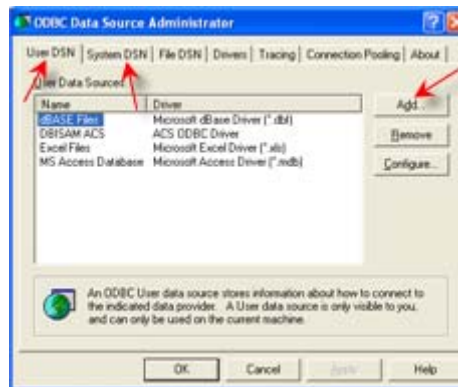 ODBC Data Source Administrator
User DSN System DSN File DSN Drivers Tracing Connection Pooling About
User Data Sources:
Name Driver
dBASE Files Microsoft dBase Driver (*.dbf)
DBISAM ACS ACS ODBC Driver
Excel Files Microsoft Excel Driver (*.xls)
MS Access Database Microsoft Access Driver (*.mdb)
Add...
Remove
Configure...
An ODBC User data source stores information about how to connect to
the indicated data provider. A User data source is only visible to you,
and can only be used on the current machine.
OK Cancel Apply Help